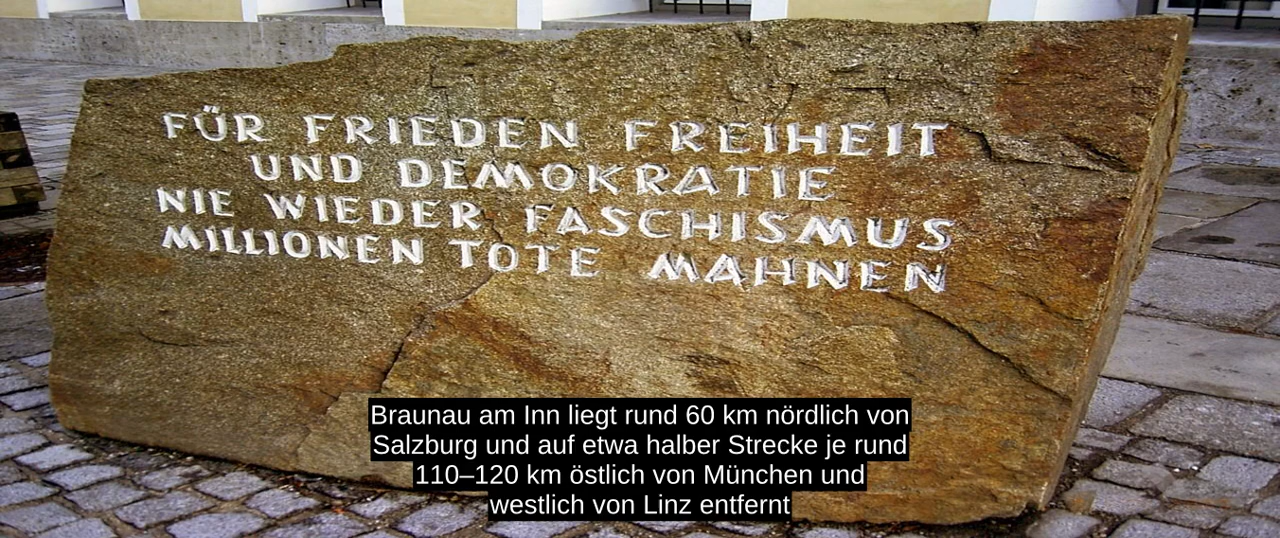 FÜR FRIEDEN FREIHEIT
UND DEMOKRATIE
NIE WIEDER FASCHISMUS
MILLIONEN TOTE MAHNEN
Braunau am Inn liegt rund 60 km nördlich von
Salzburg und auf etwa halber Strecke je rund
110–120 km östlich von München und
westlich von Linz entfernt